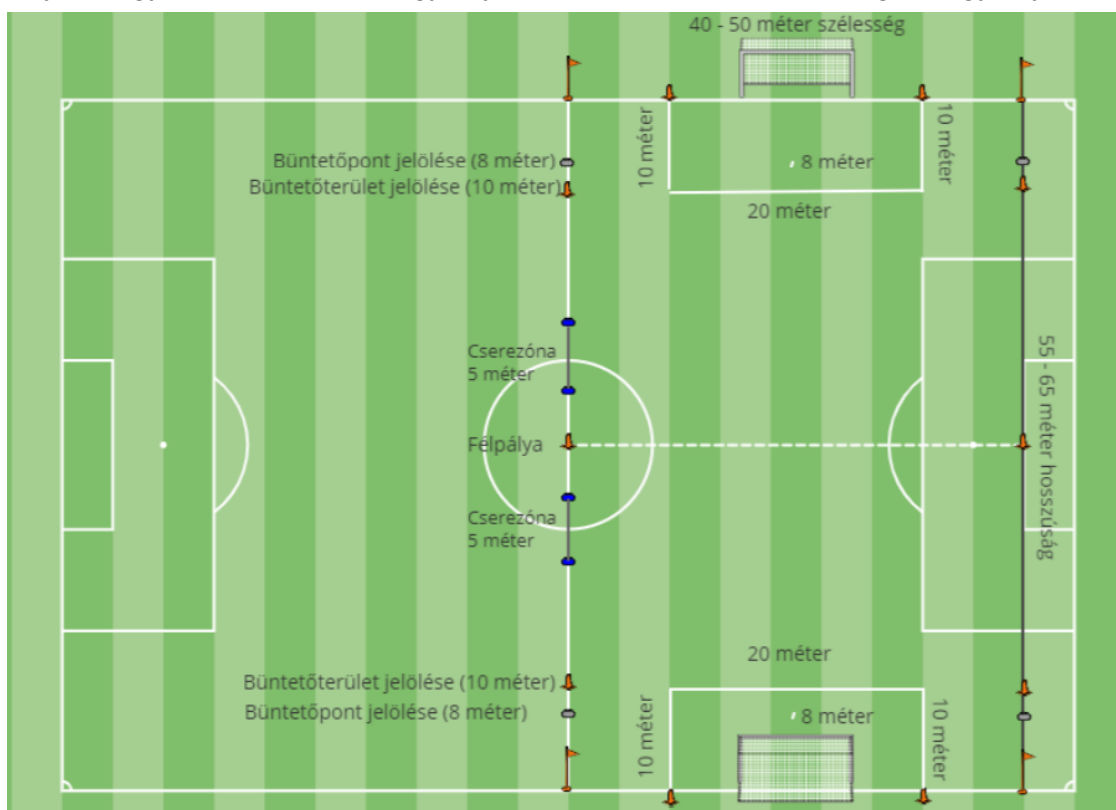 40 - 50 méter szélesség
10 méter
10 méter
Büntetőpont jelölése (8 méter)
8 méter
Büntetőterület jelölése (10 méter)
20 méter
Cserezóna
5 méter
55 - 65 méter hosszúság
Félpálya
Cserezóna
5 méter
20 méter
Büntetőterület jelölése (10 méter)
Büntetőpont jelölése (8 méter)
8 méter
10 méter
10 méter